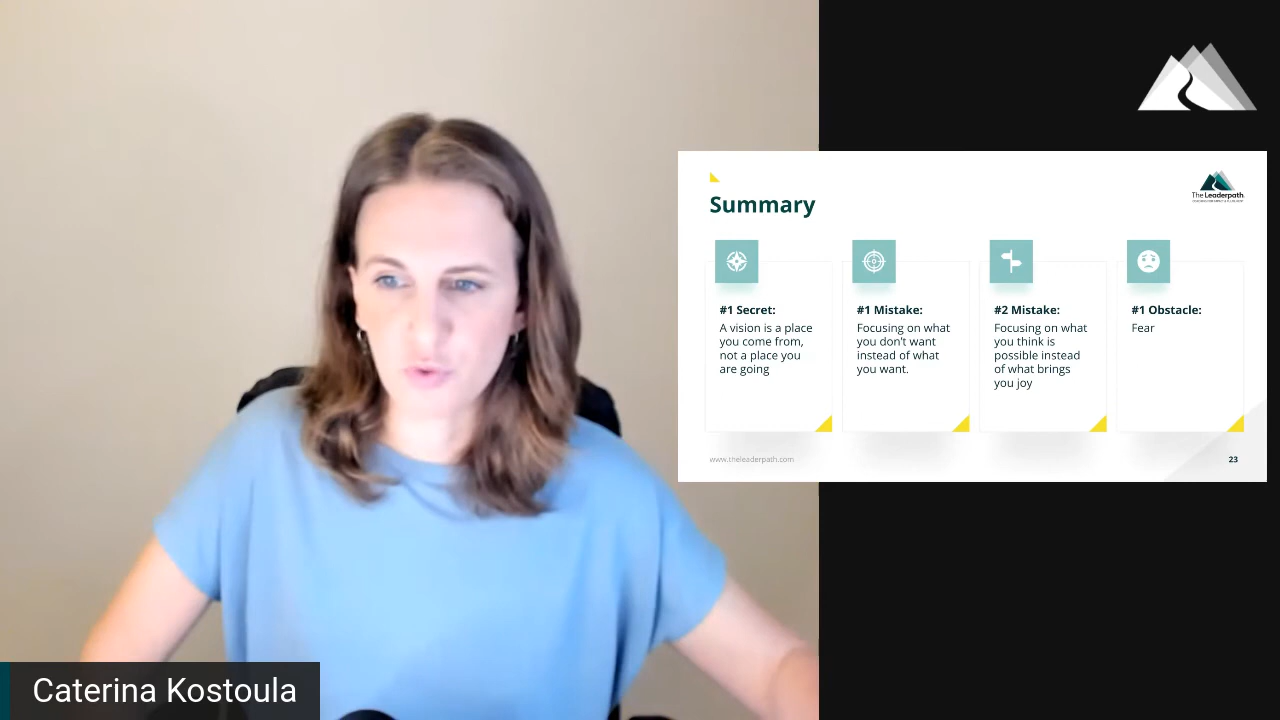 Summary
The Leaderpath
#1 Secret:
A vision is a place
you come from,
not a place you
are going
#1 Mistake:
Focusing on what
you don't want
instead of what
you want.
#2 Mistake:
Focusing on what
you think is
possible instead
of what brings
you joy
#1 Obstacle:
Fear
www.theleaderpath.com
23
Caterina Kostoula